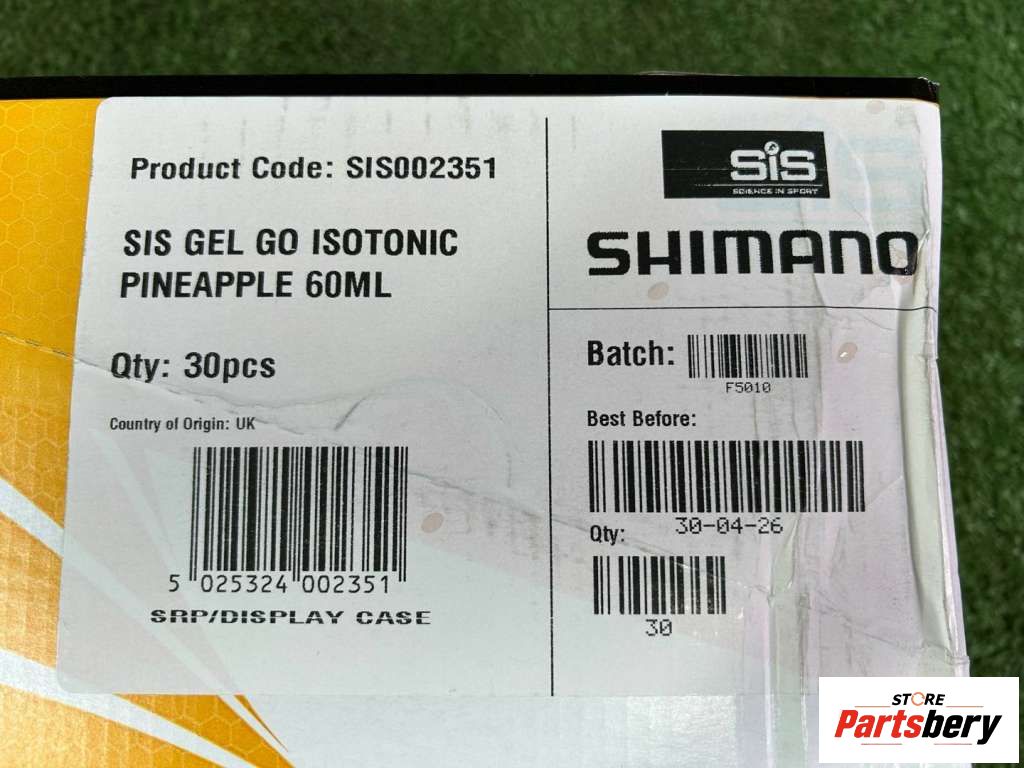 Product Code: SIS002351
SIS GEL GO ISOTONIC
PINEAPPLE 60ML
Qty: 30pcs
Country of Origin: UK
5 025324 002351
SRP/DISPLAY CASE
SiS
SCIENCE IN SPORT
SHIMANO
Batch:
F5010
Best Before:
30-04-26
Qty:
30
STORE
Partsbery